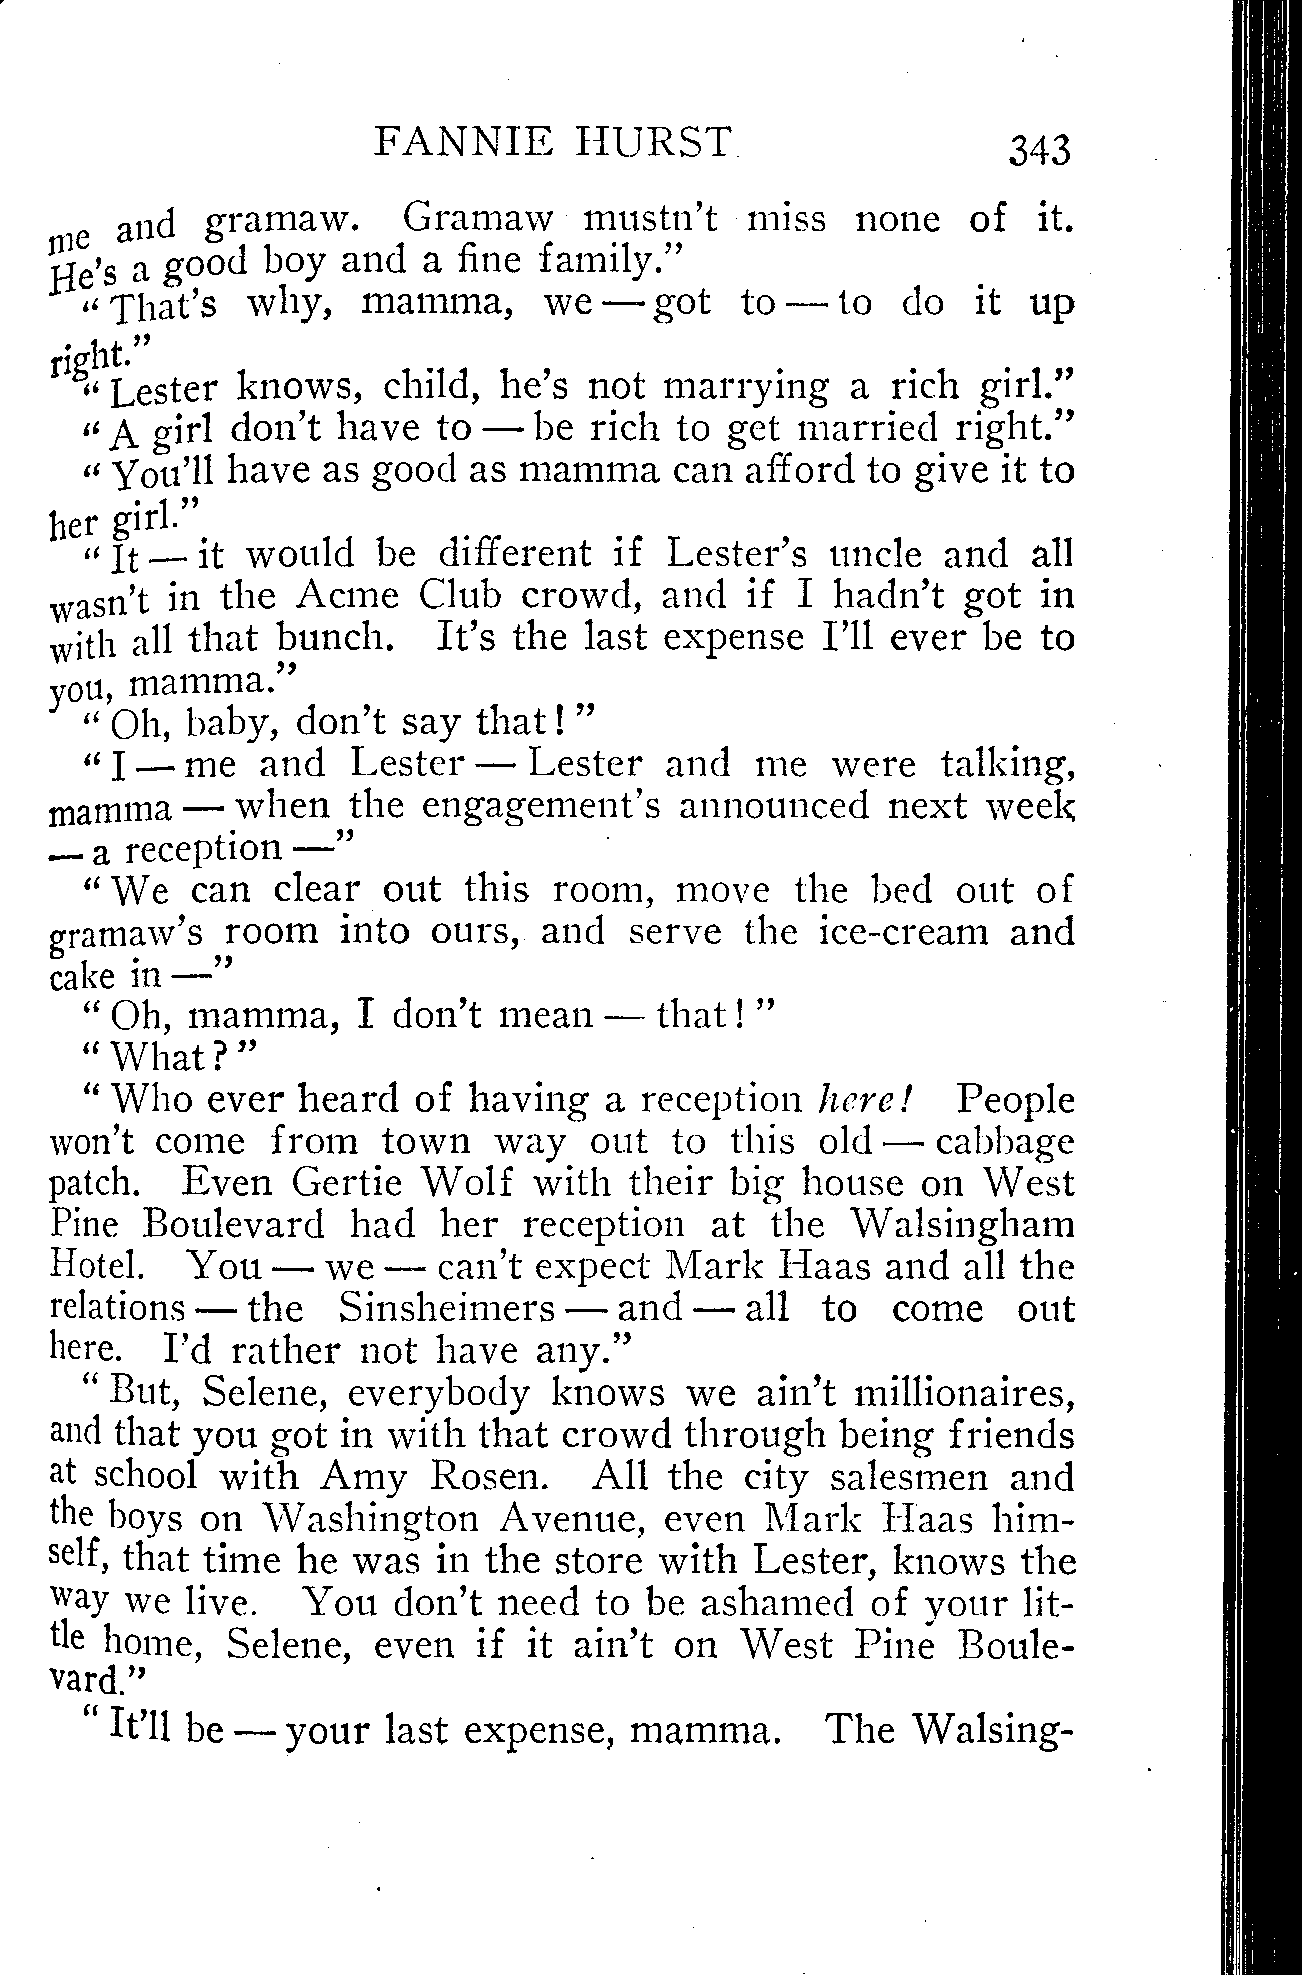 FANNIE HURST 343
me and gramaw. Gramaw mustn't miss none of it.
He's a good boy and a fine family."
"That's why, mamma, we — got to — to do it up
right."
"Lester knows, child, he's not marrying a rich girl."
"A girl don't have to — be rich to get married right."
"You'll have as good as mamma can afford to give it to
her girl."
"It — it would be different if Lester's uncle and all
wasn't in the Acme Club crowd, and if I hadn't got in
with all that bunch. It's the last expense I'll ever be to
you, mamma."
"Oh, baby, don't say that!"
"I — me and Lester — Lester and me were talking,
mamma — when the engagement's announced next week
— a reception —"
"We can clear out this room, move the bed out of
gramaw's room into ours, and serve the ice-cream and
cake in —"
"Oh, mamma, I don't mean — that!"
"What?"
"Who ever heard of having a reception here! People
won't come from town way out to this old — cabbage
patch. Even Gertie Wolf with their big house on West
Pine Boulevard had her reception at the Walsingham
Hotel. You — we — can't expect Mark Haas and all the
relations — the Sinsheimers — and — all to come out
here. I'd rather not have any."
"But, Selene, everybody knows we ain't millionaires,
and that you got in with that crowd through being friends
at school with Amy Rosen. All the city salesmen and
the boys on Washington Avenue, even Mark Haas him-
self, that time he was in the store with Lester, knows the
way we live. You don't need to be ashamed of your lit-
tle home, Selene, even if it ain't on West Pine Boule-
vard."
"It'll be — your last expense, mamma. The Walsing-